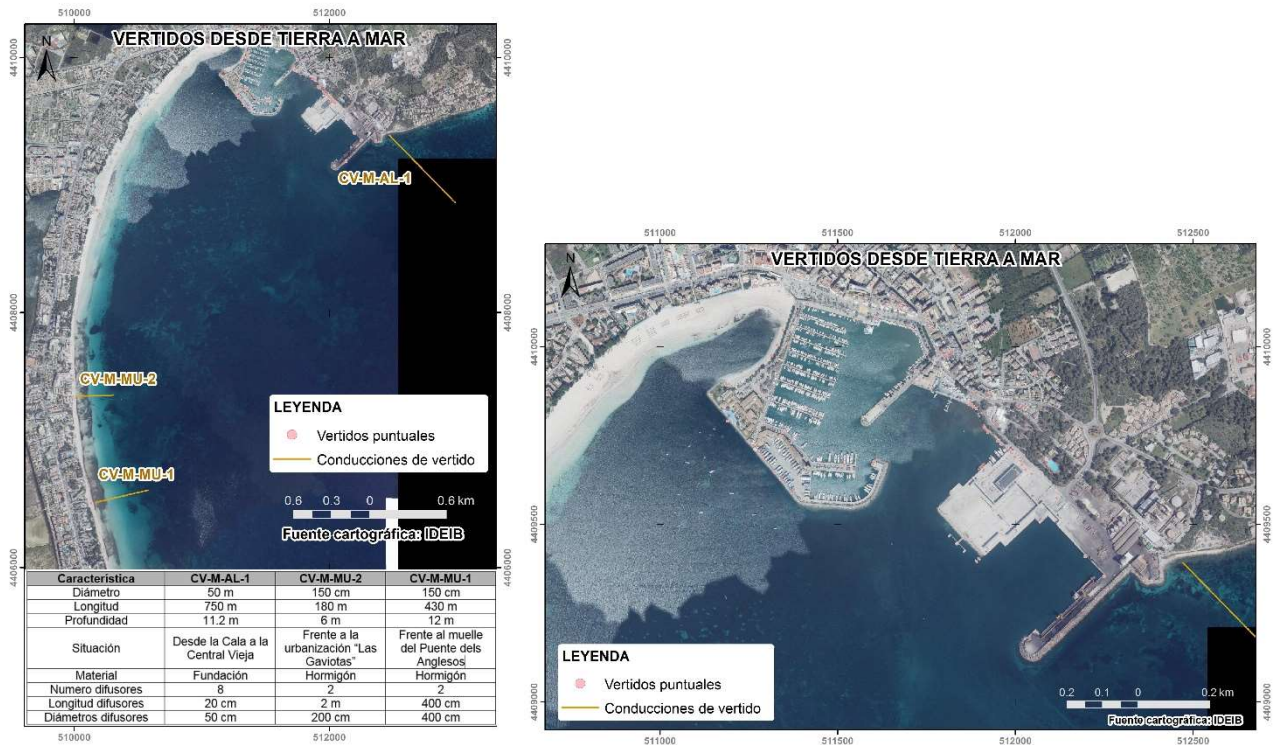 510000 512000
VERTIDOS DESDE TIERRA A MAR
N
4410000 4410000
CV-M-AL-1
4408000 4408000
CV-M-MU-2
LEYENDA
Vertidos puntuales
Conducciones de vertido
CV-M-MU-1
0.6 0.3 0 0.6 km
Fuente cartográfica: IDEIB
4406000 4406000
Característica CV-M-AL-1 CV-M-MU-2 CV-M-MU-1
Diámetro 50 m 150 cm 150 cm
Longitud 750 m 180 m 430 m
Profundidad 11.2 m 6 m 12 m
Situación Desde la Cala a la Central Vieja Frente a la urbanización "Las Gaviotas" Frente al muelle del Puente dels Anglesos
Material Fundación Hormigón Hormigón
Numero difusores 8 2 2
Longitud difusores 20 cm 2 m 400 cm
Diámetros difusores 50 cm 200 cm 400 cm
510000 512000
511000 511500 512000 512500
VERTIDOS DESDE TIERRA A MAR
N
4410000 4410000
4409500 4409500
LEYENDA
Vertidos puntuales
Conducciones de vertido
0.2 0.1 0 0.2 km
Fuente cartográfica: IDEIB
4409000 4409000
511000 511500 512000 512500